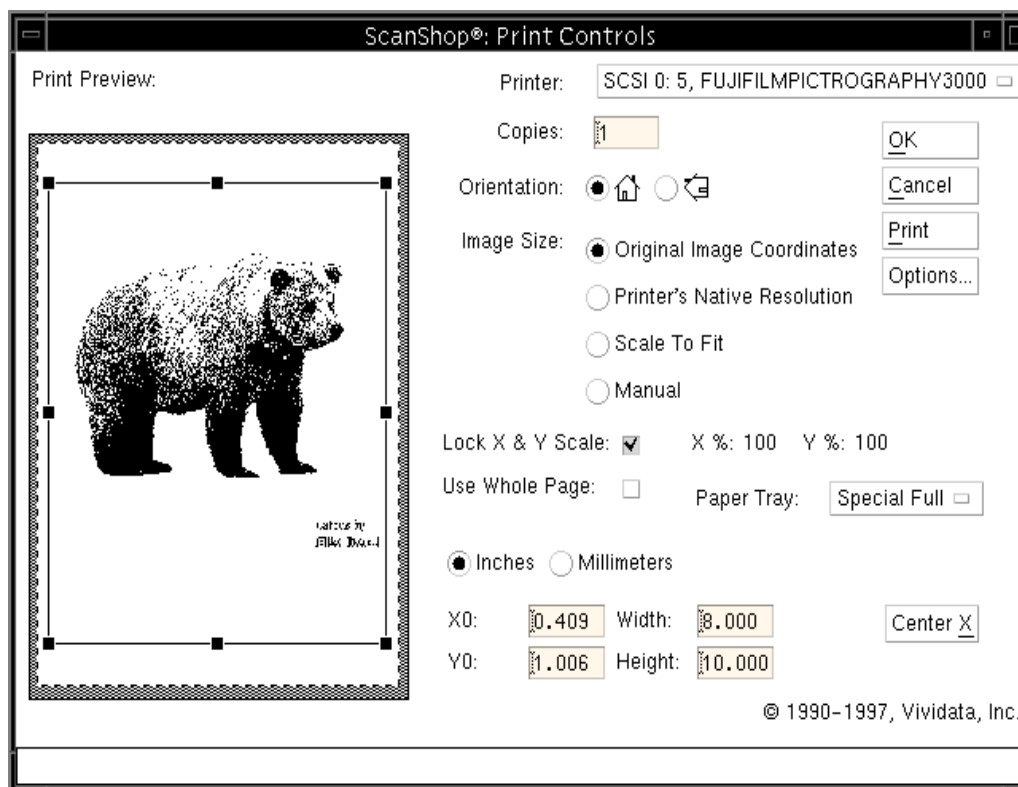 ScanShop®: Print Controls
Print Preview:
Printer: SCSI 0: 5, FUJIFILMPICTROGRAPHY3000
Copies: 1
OK
Orientation:
Cancel
Image Size:
Print
Original Image Coordinates
Options...
Printer's Native Resolution
Scale To Fit
Manual
Lock X & Y Scale: X %: 100 Y %: 100
Use Whole Page:
Paper Tray: Special Full
Inches Millimeters
X0: 0.409 Width: 8.000
Center X
Y0: 1.006 Height: 10.000
© 1990-1997, Vividata, Inc.